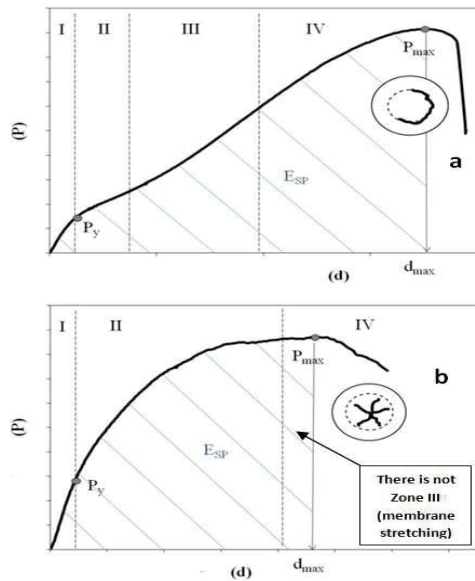 I II III IV
Pmax
a
(P)
ESP
Py
dmax
(d)
I II IV
Pmax
b
(P)
ESP
Py
There is not
Zone III
(membrane
stretching)
dmax
(d)